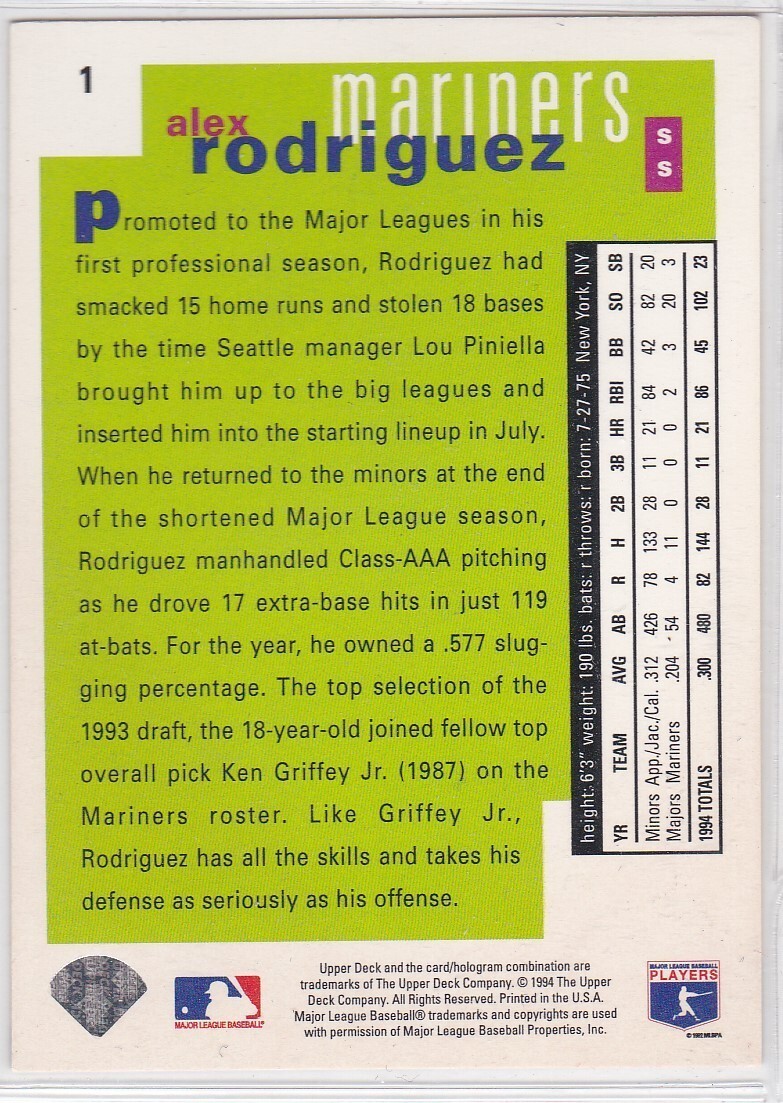 1
mariners
alex
rodriguez
s
s
Promoted to the Major Leagues in his
first professional season, Rodriguez had
smacked 15 home runs and stolen 18 bases
by the time Seattle manager Lou Piniella
brought him up to the big leagues and
inserted him into the starting lineup in July.
When he returned to the minors at the end
of the shortened Major League season,
Rodriguez manhandled Class-AAA pitching
as he drove 17 extra-base hits in just 119
at-bats. For the year, he owned a .577 slug-
ging percentage. The top selection of the
1993 draft, the 18-year-old joined fellow top
overall pick Ken Griffey Jr. (1987) on the
Mariners roster. Like Griffey Jr.,
Rodriguez has all the skills and takes his
defense as seriously as his offense.
height: 6'3" weight: 190 lbs. bats: r throws: r born: 7-27-75 New York, NY
YR TEAM AVG AB R H 2B 3B HR RBI BB SO SB
Minors App./Jac./Cal. .312 426 78 133 28 11 21 84 42 82 20
Majors Mariners .204 54 4 11 0 0 0 2 3 20 3
1994 TOTALS .300 480 82 144 28 11 21 86 45 102 23
MAJOR LEAGUE BASEBALL®
Upper Deck and the card/hologram combination are
trademarks of The Upper Deck Company. © 1994 The Upper
Deck Company. All Rights Reserved. Printed in the U.S.A.
Major League Baseball® trademarks and copyrights are used
with permission of Major League Baseball Properties, Inc.
MAJOR LEAGUE BASEBALL
PLAYERS
© 1992 MLBPA